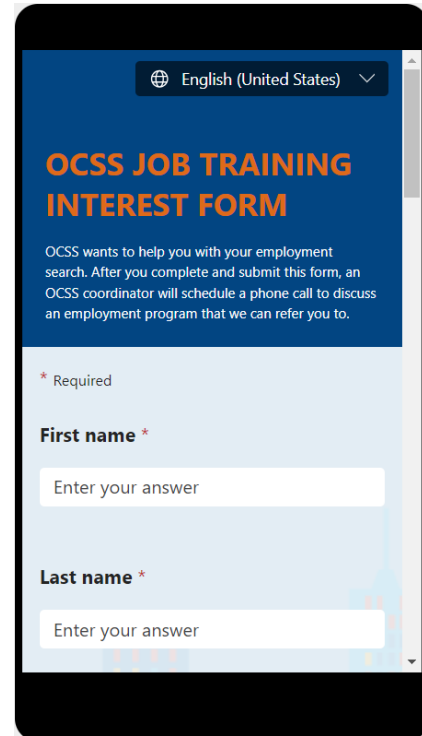 English (United States)
OCSS JOB TRAINING
INTEREST FORM
OCSS wants to help you with your employment
search. After you complete and submit this form, an
OCSS coordinator will schedule a phone call to discuss
an employment program that we can refer you to.
* Required
First name *
Enter your answer
Last name *
Enter your answer